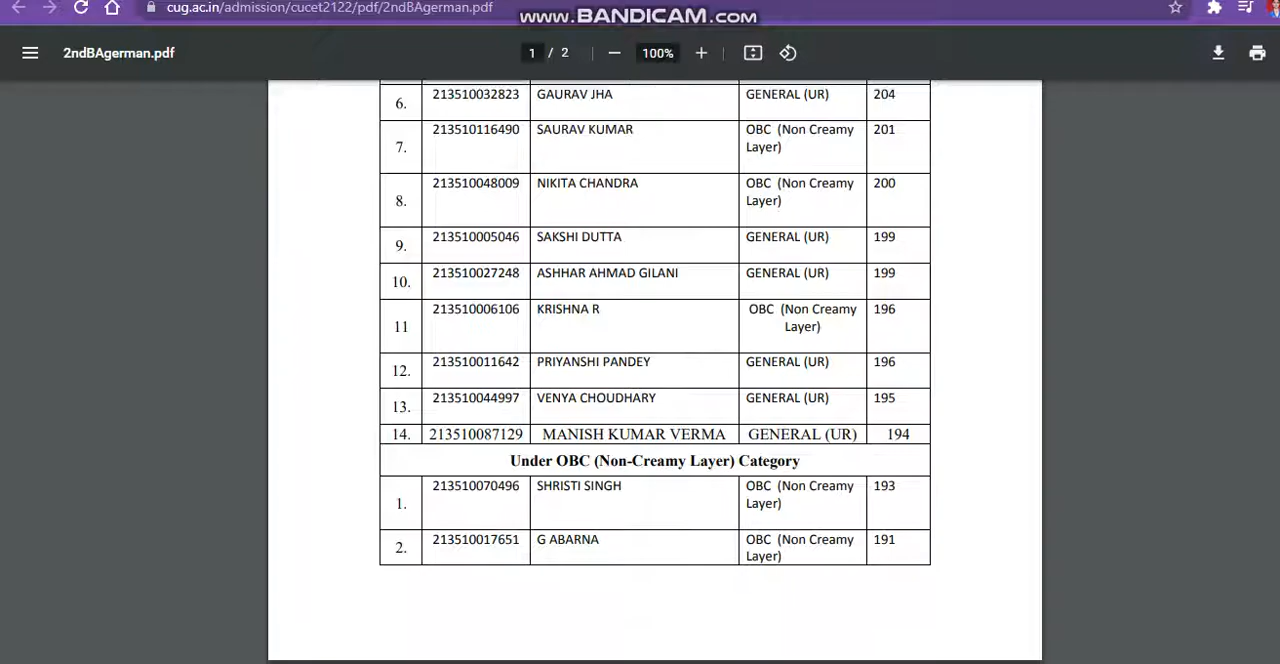 cug.ac.in/admission/cucet2122/pdf/2ndBAgerman.pdf
www.BANDICAM.com
2ndBAgerman.pdf 1 / 2 100%
6. 213510032823 GAURAV JHA GENERAL (UR) 204
7. 213510116490 SAURAV KUMAR OBC (Non Creamy 201
Layer)
8. 213510048009 NIKITA CHANDRA OBC (Non Creamy 200
Layer)
9. 213510005046 SAKSHI DUTTA GENERAL (UR) 199
10. 213510027248 ASHHAR AHMAD GILANI GENERAL (UR) 199
11 213510006106 KRISHNA R OBC (Non Creamy 196
Layer)
12. 213510011642 PRIYANSHI PANDEY GENERAL (UR) 196
13. 213510044997 VENYA CHOUDHARY GENERAL (UR) 195
14. 213510087129 MANISH KUMAR VERMA GENERAL (UR) 194
Under OBC (Non-Creamy Layer) Category
1. 213510070496 SHRISTI SINGH OBC (Non Creamy 193
Layer)
2. 213510017651 G ABARNA OBC (Non Creamy 191
Layer)